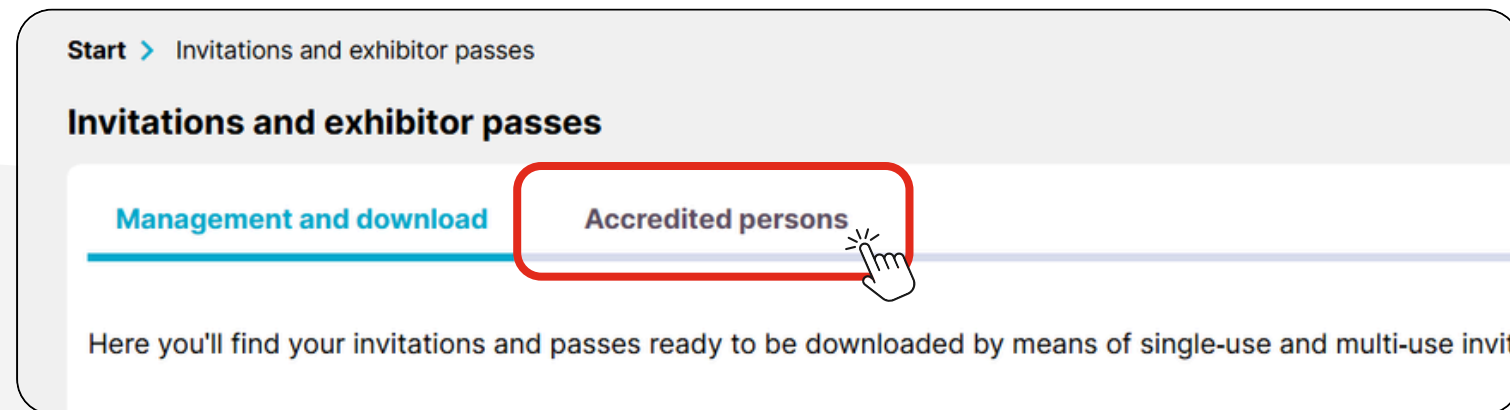 Start > Invitations and exhibitor passes
Invitations and exhibitor passes
Management and download Accredited persons
Here you'll find your invitations and passes ready to be downloaded by means of single-use and multi-use